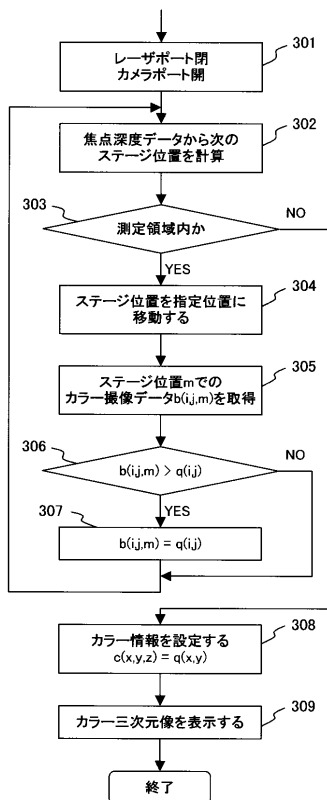 レーザポート閉
カメラポート開
301
焦点深度データから次の
ステージ位置を計算
302
303
測定領域内か
NO
YES
ステージ位置を指定位置に
移動する
304
ステージ位置mでの
カラー撮像データb(i,j,m)を取得
305
306
b(i,j,m) > q(i,j)
NO
YES
307
b(i,j,m) = q(i,j)
カラー情報を設定する
c(x,y,z) = q(x,y)
308
カラー三次元像を表示する
309
終了